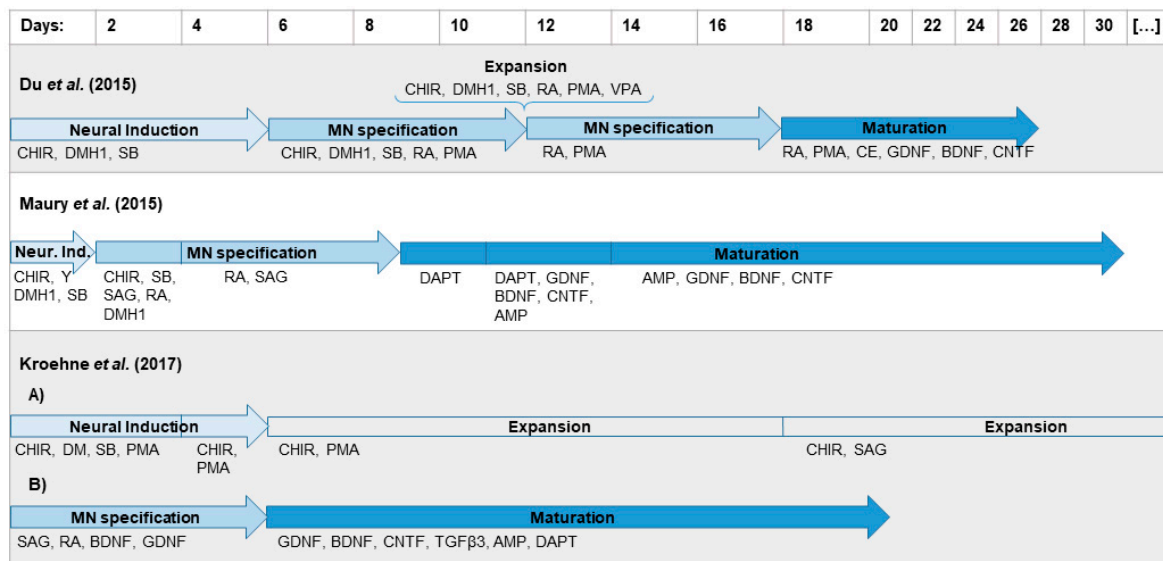 Days: 2 4 6 8 10 12 14 16 18 20 22 24 26 28 30 [...]
Du et al. (2015)
Expansion
CHIR, DMH1, SB, RA, PMA, VPA
Neural Induction MN specification MN specification Maturation
CHIR, DMH1, SB CHIR, DMH1, SB, RA, PMA RA, PMA RA, PMA, CE, GDNF, BDNF, CNTF
Maury et al. (2015)
Neur. Ind. MN specification Maturation
CHIR, Y CHIR, SB, RA, SAG DAPT DAPT, GDNF, AMP, GDNF, BDNF, CNTF
DMH1, SB SAG, RA, BDNF, CNTF,
DMH1 AMP
Kroehne et al. (2017)
A)
Neural Induction Expansion Expansion
CHIR, DM, SB, PMA CHIR, CHIR, PMA CHIR, SAG
PMA
B)
MN specification Maturation
SAG, RA, BDNF, GDNF GDNF, BDNF, CNTF, TGFβ3, AMP, DAPT